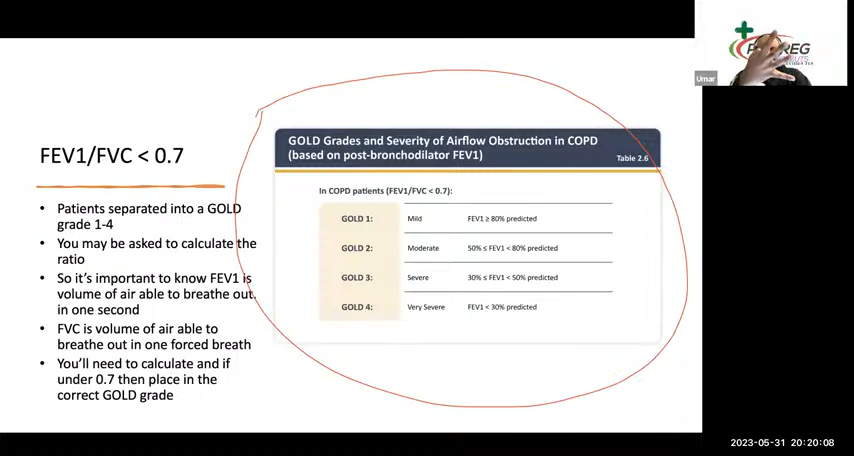 REG
Umar
FEV1/FVC < 0.7
• Patients separated into a GOLD
grade 1-4
• You may be asked to calculate the
ratio
• So it's important to know FEV1 is
volume of air able to breathe out
in one second
• FVC is volume of air able to
breathe out in one forced breath
• You'll need to calculate and if
under 0.7 then place in the
correct GOLD grade
GOLD Grades and Severity of Airflow Obstruction in COPD
(based on post-bronchodilator FEV1)
Table 2.6
In COPD patients (FEV1/FVC < 0.7):
GOLD 1: Mild FEV1 ≥ 80% predicted
GOLD 2: Moderate 50% ≤ FEV1 < 80% predicted
GOLD 3: Severe 30% ≤ FEV1 < 50% predicted
GOLD 4: Very Severe FEV1 < 30% predicted
2023-05-31 20:20:08